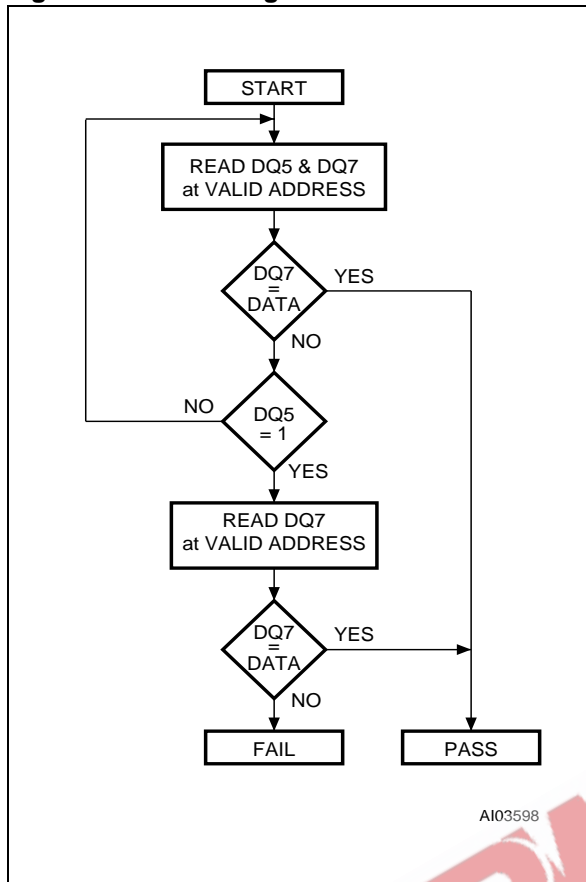 START
READ DQ5 & DQ7
at VALID ADDRESS
DQ7
=
DATA
YES
NO
NO
DQ5
= 1
YES
READ DQ7
at VALID ADDRESS
DQ7
=
DATA
YES
NO
FAIL
PASS
AI03598